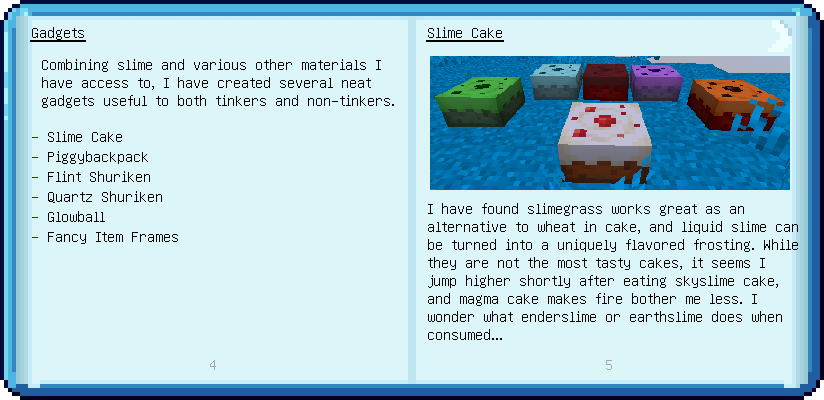 Gadgets
Combining slime and various other materials I
have access to, I have created several neat
gadgets useful to both tinkers and non-tinkers.
- Slime Cake
- Piggybackpack
- Flint Shuriken
- Quartz Shuriken
- Glowball
- Fancy Item Frames
4
Slime Cake
I have found slimegrass works great as an
alternative to wheat in cake, and liquid slime can
be turned into a uniquely flavored frosting. While
they are not the most tasty cakes, it seems I
jump higher shortly after eating skyslime cake,
and magma cake makes fire bother me less. I
wonder what enderslime or earthslime does when
consumed...
5